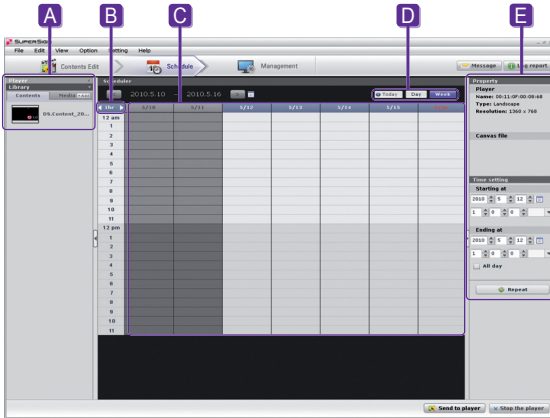 A B C D E
SUPERSIGN
File Edit View Option Setting Help
Contents Edit Schedule Management Message Log report
Player
Library
Contents Media
D9.Content_20...
Scheduler
2010.5.10 ~ 2010.5.16 Today Day Week
1hr 5/10 5/11 5/12 5/13 5/14 5/15
12 am
1
2
3
4
5
6
7
8
9
10
11
12 pm
1
2
3
4
5
6
7
8
9
10
11
Property
Player
Name: 00:11:0F:00:08:68
Type: Landscape
Resolution: 1360 x 768
Canvas file
Time setting
Starting at
2010 5 12
1 0 0
Ending at
2010 5 12
1 0 0
All day
Repeat
Send to player Stop the player